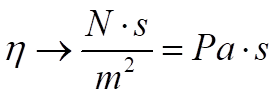 η → N · s / m² = Pa · s